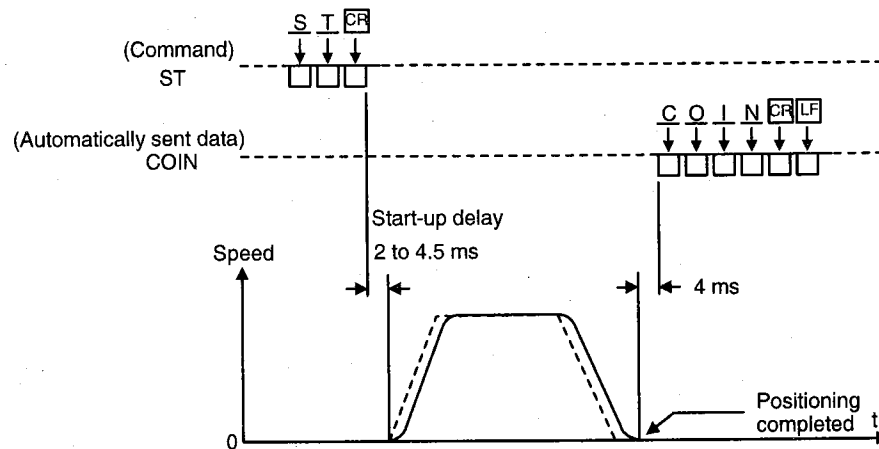 S T CR
(Command)
ST
C O I N CR LF
(Automatically sent data)
COIN
Start-up delay
2 to 4.5 ms
Speed
4 ms
Positioning
completed
t
0